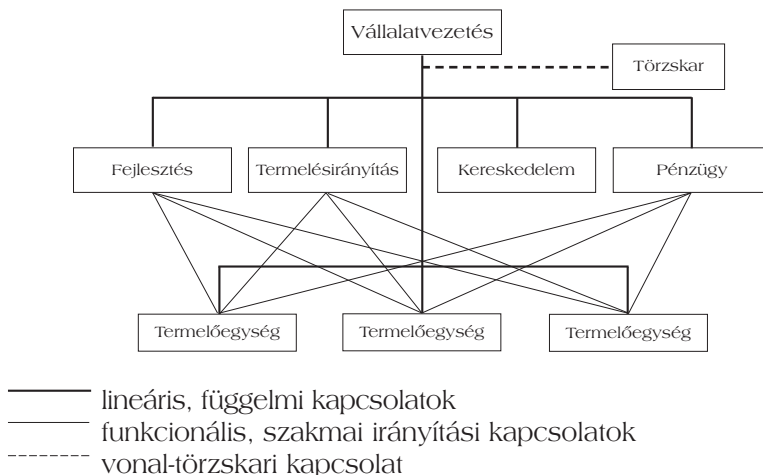 Vállalatvezetés
Törzskar
Fejlesztés
Termelésirányítás
Kereskedelem
Pénzügy
Termelőegység
Termelőegység
Termelőegység
lineáris, függelmi kapcsolatok
funkcionális, szakmai irányítási kapcsolatok
vonal-törzskari kapcsolat